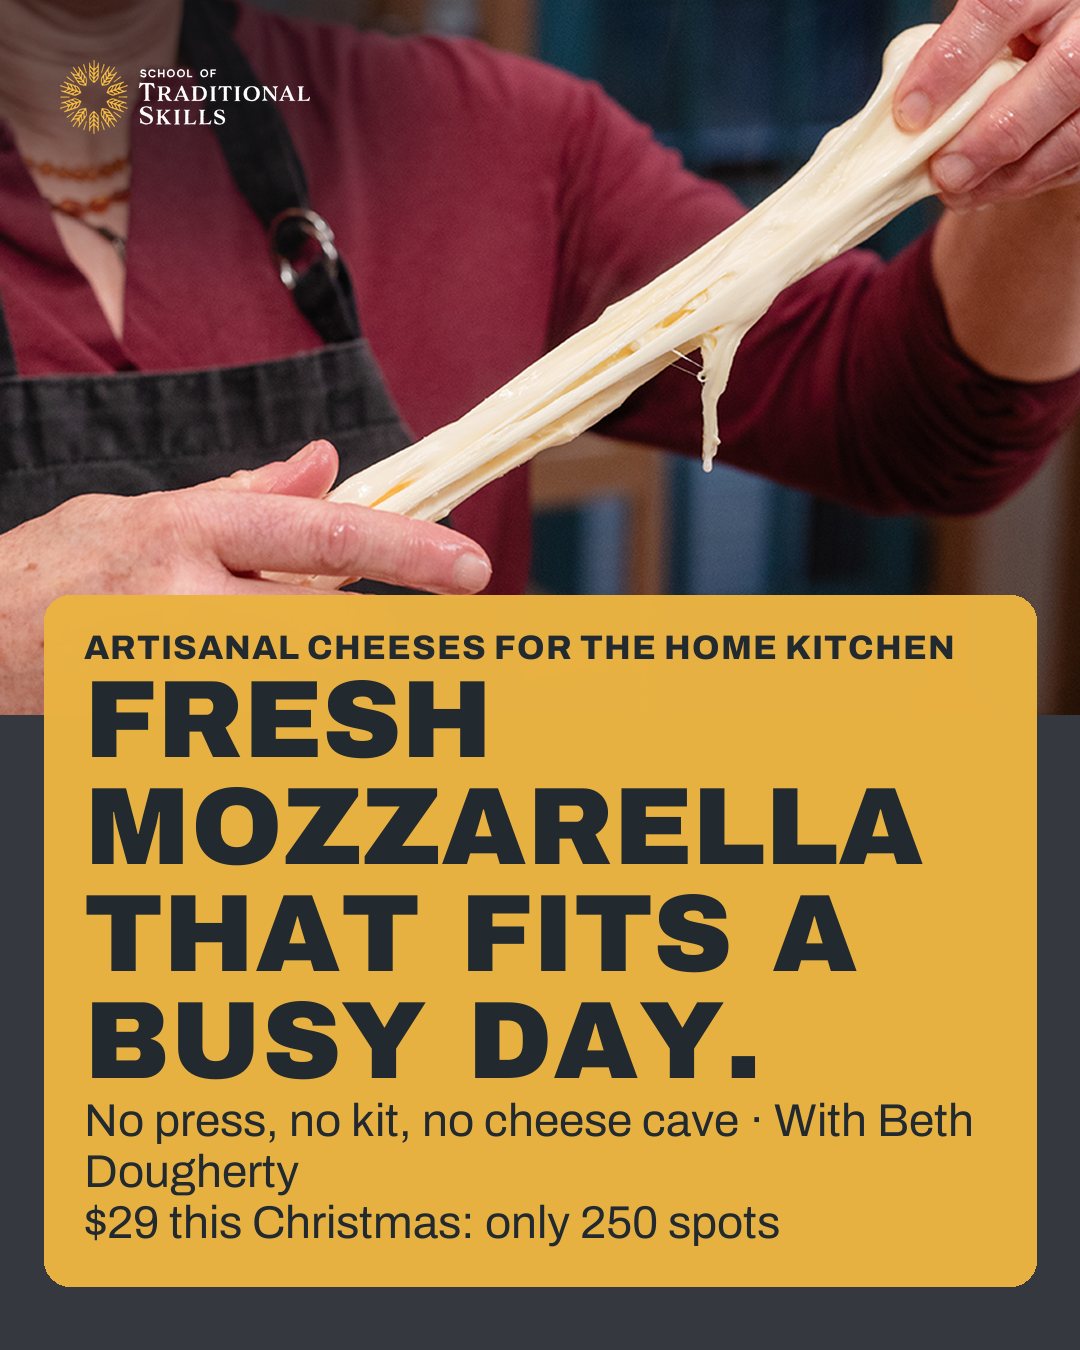 SCHOOL OF
TRADITIONAL
SKILLS
ARTISANAL CHEESES FOR THE HOME KITCHEN
FRESH
MOZZARELLA
THAT FITS A
BUSY DAY.
No press, no kit, no cheese cave · With Beth
Dougherty
$29 this Christmas: only 250 spots